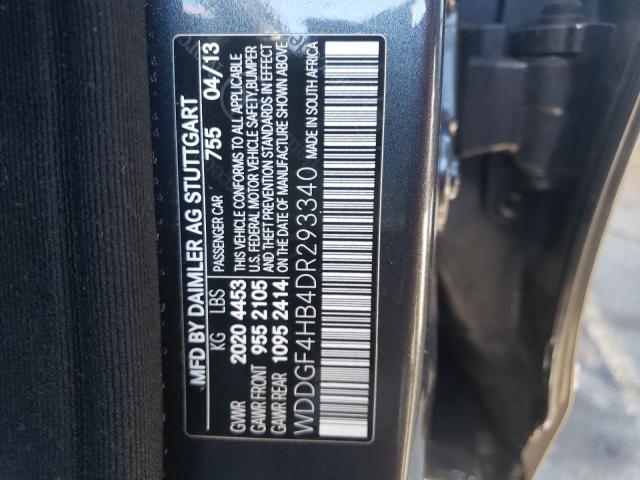 MFD BY DAIMLER AG STUTTGART
KG LBS PASSENGER CAR 755 04/13
GVWR 2020 4453 THIS VEHICLE CONFORMS TO ALL APPLICABLE
GAWR FRONT 955 2105 U.S. FEDERAL MOTOR VEHICLE SAFETY,BUMPER
GAWR REAR 1095 2414 AND THEFT PREVENTION STANDARDS IN EFFECT
ON THE DATE OF MANUFACTURE SHOWN ABOVE
WDDGF4HB4DR293340 MADE IN SOUTH AFRICA